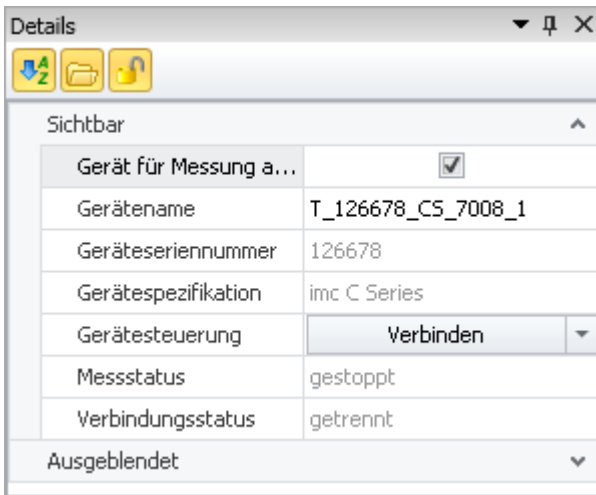 Details
Sichtbar
Gerät für Messung a...
Gerätename T_126678_CS_7008_1
Geräteseriennummer 126678
Gerätespezifikation imc C Series
Gerätesteuerung Verbinden
Messstatus gestoppt
Verbindungsstatus getrennt
Ausgeblendet